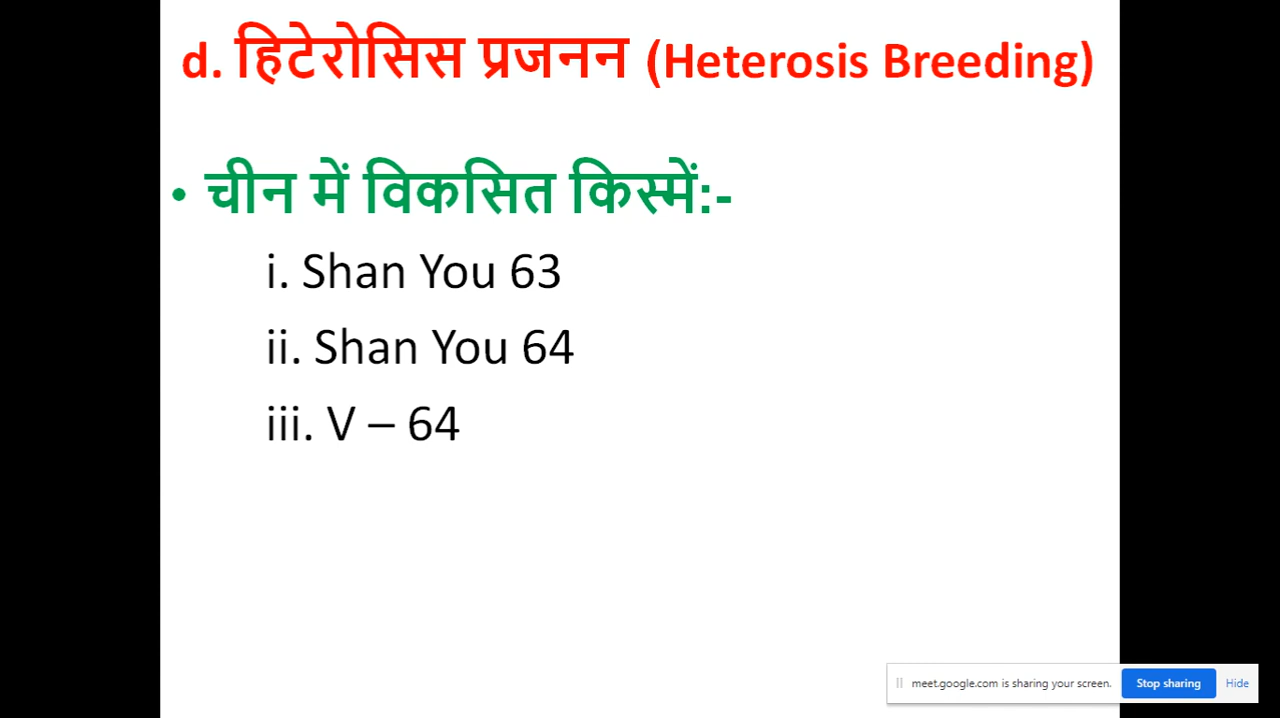 d. हिटेरोसिस प्रजनन (Heterosis Breeding)
• चीन में विकसित किस्में:-
i. Shan You 63
ii. Shan You 64
iii. V – 64
meet.google.com is sharing your screen. Stop sharing Hide